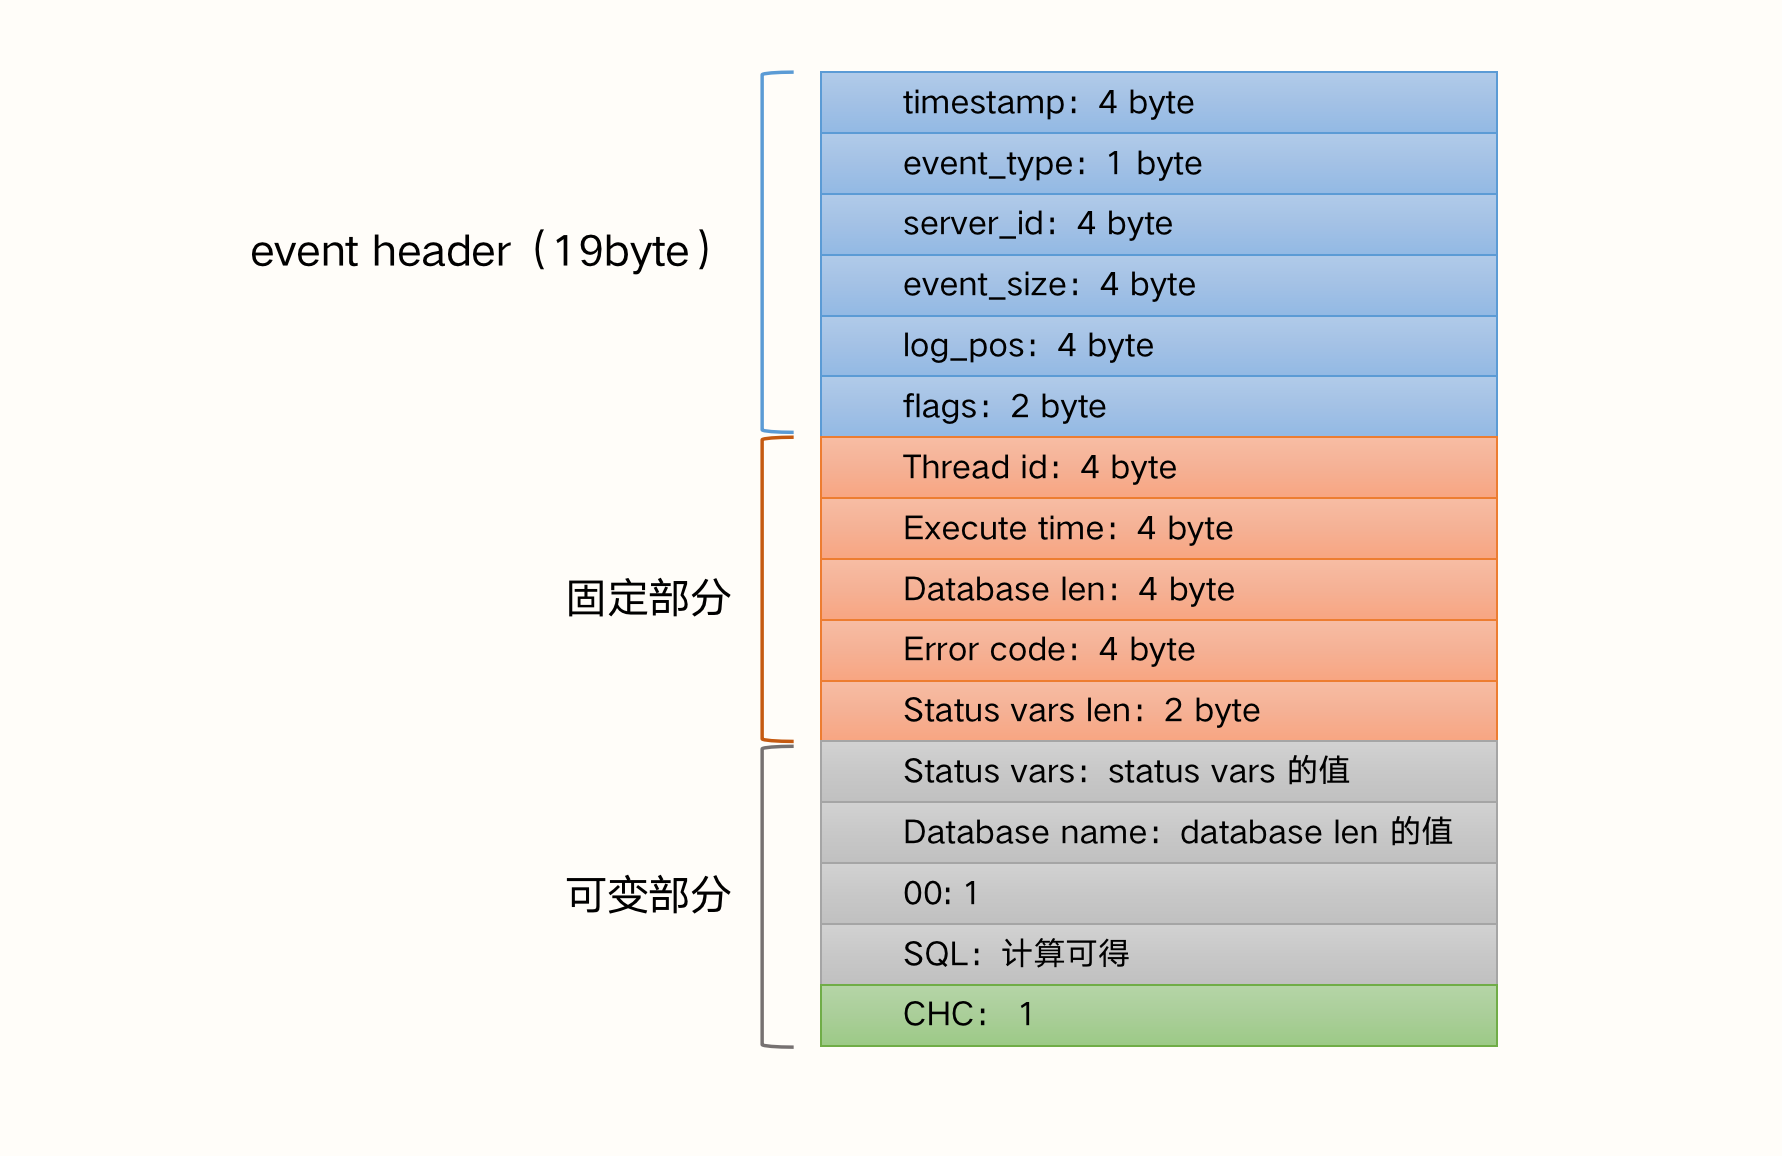 timestamp：4 byte
event_type：1 byte
server_id：4 byte
event_size：4 byte
log_pos：4 byte
flags：2 byte
event header（19byte）
Thread id：4 byte
Execute time：4 byte
Database len：4 byte
Error code：4 byte
Status vars len：2 byte
固定部分
Status vars：status vars 的值
Database name：database len 的值
00: 1
SQL：计算可得
CHC： 1
可变部分